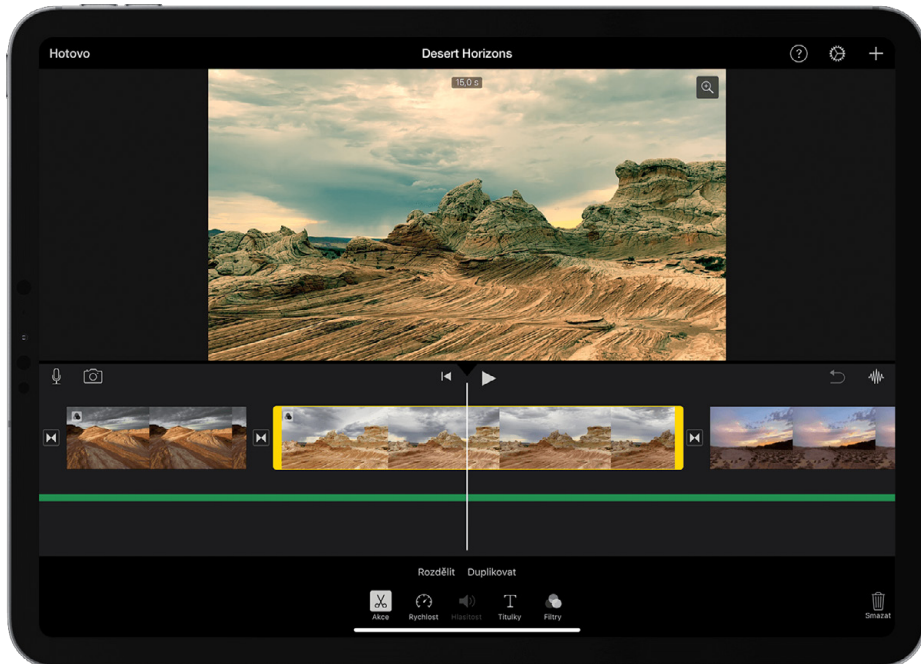 Hotovo
Desert Horizons
?
15,0 s
Rozdělit Duplikovat
Akce Rychlost Hlasitost Titulky Filtry
Smazat